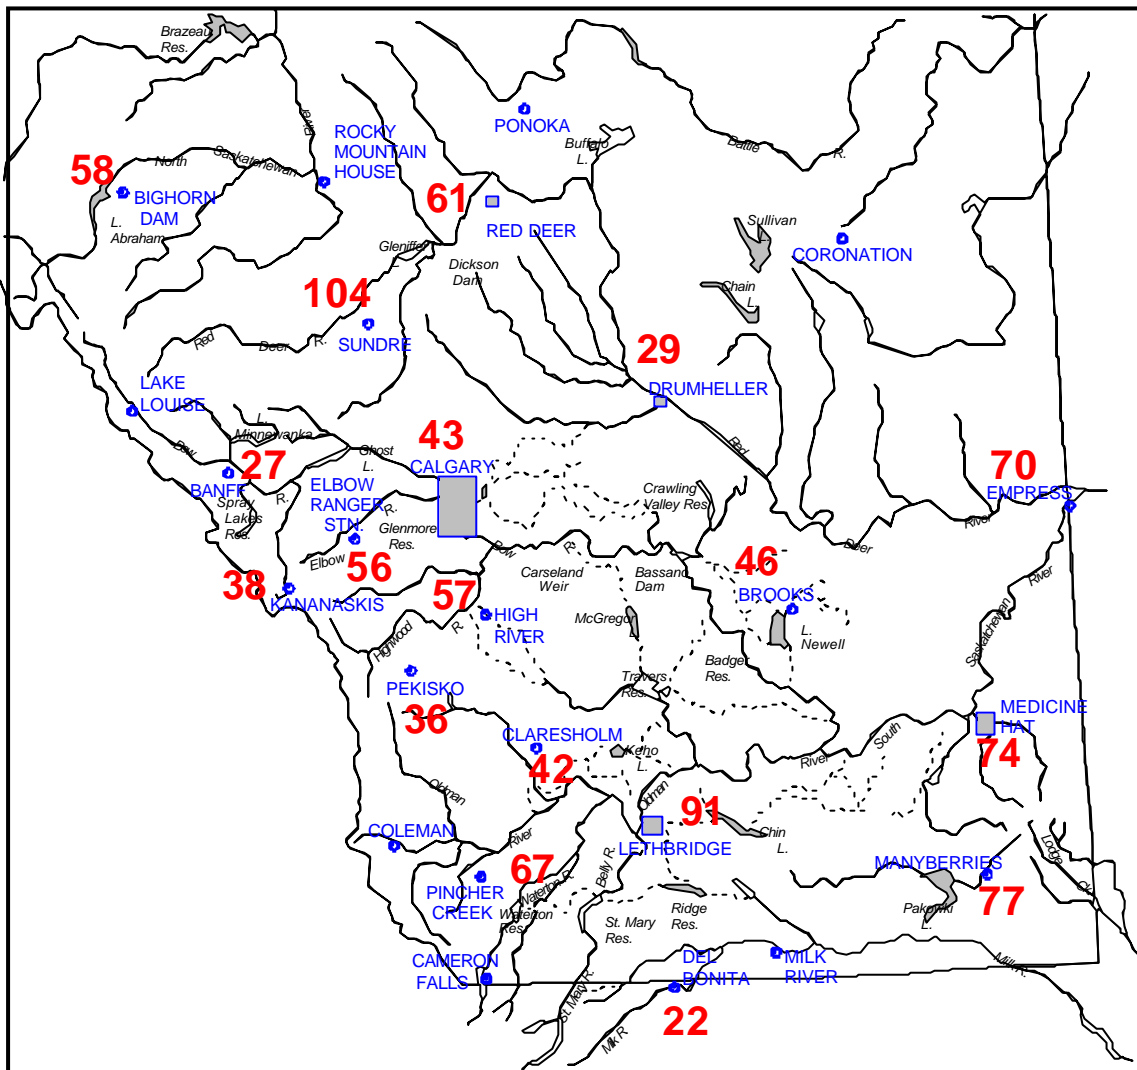 Brazeau
Res.
River
PONOKA
ROCKY
MOUNTAIN
HOUSE
Buffalo
L.
Battle
R.
North
Saskatchewan
58
BIGHORN
DAM
L.
Abraham
61
RED DEER
Sullivan
L.
CORONATION
Gleniffer
L.
Dickson
Dam
104
SUNDRE
Chain
L.
Red
Deer
R.
29
DRUMHELLER
LAKE
LOUISE
L.
Minnewanka
Bow
Ghost
L.
43
CALGARY
Red
27
BANFF
ELBOW
RANGER
STN.
R.
R.
Spray
Lakes
Res.
Glenmore
Res.
Crawling
Valley Res
70
EMPRESS
River
Deer
Elbow
56
Bow
R.
38
KANANASKIS
57
Carseland
Weir
Bassano
Dam
46
BROOKS
River
HIGH
RIVER
Highwood
R.
McGregor
L.
L.
Newell
Saskatchewan
PEKISKO
36
Travers
Res.
Badger
Res.
MEDICINE
HAT
74
CLARESHOLM
42
Keho
L.
South
River
Oldman
Oldman
91
LETHBRIDGE
Chin
L.
COLEMAN
River
67
PINCHER
CREEK
Waterton R.
Waterton
Res.
Belly R.
MANYBERRIES
77
Pakowki
L.
Lodge
Ck.
St. Mary
Res.
Ridge
Res.
CAMERON
FALLS
St. Mary R.
DEL
BONITA
MILK
RIVER
Milk R.
22
Milk R